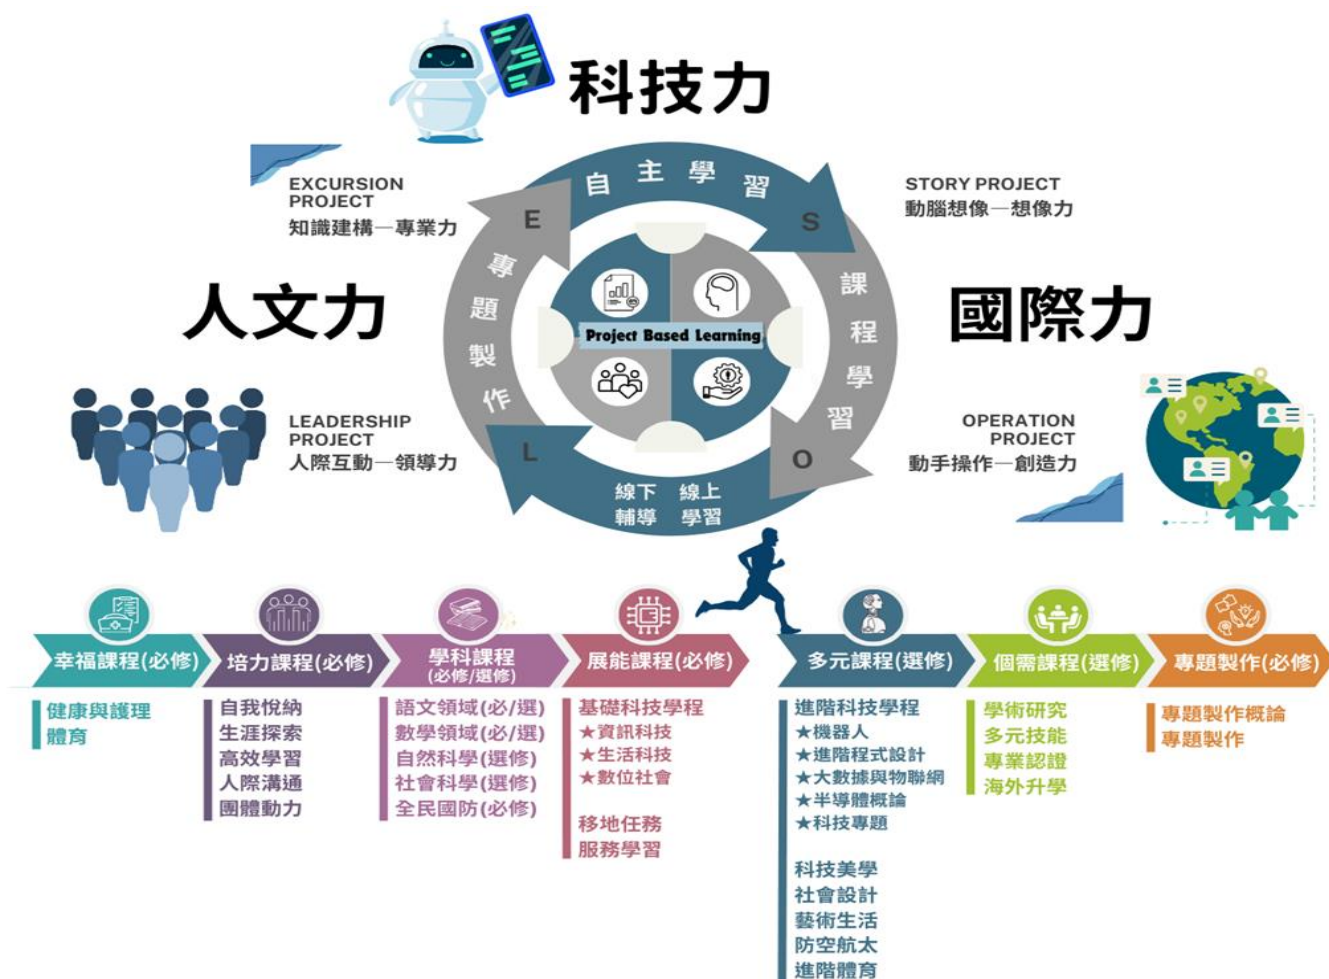 科技力
EXCURSION
PROJECT
知識建構—專業力
STORY PROJECT
動腦想像—想像力
人文力
國際力
LEADERSHIP
PROJECT
人際互動—領導力
OPERATION
PROJECT
動手操作—創造力
自主學習
S
課程學習
O
線下 線上
輔導 學習
L
專題製作
E
Project Based Learning
幸福課程(必修)
健康與護理
體育
培力課程(必修)
自我悅納
生涯探索
高效學習
人際溝通
團體動力
學科課程
(必修/選修)
語文領域(必/選)
數學領域(必/選)
自然科學(選修)
社會科學(選修)
全民國防(必修)
展能課程(必修)
基礎科技學程
★資訊科技
★生活科技
★數位社會
移地任務
服務學習
多元課程(選修)
進階科技學程
★機器人
★進階程式設計
★大數據與物聯網
★半導體概論
★科技專題
科技美學
社會設計
藝術生活
防空航太
進階體育
個需課程(選修)
學術研究
多元技能
專業認證
海外升學
專題製作(必修)
專題製作概論
專題製作